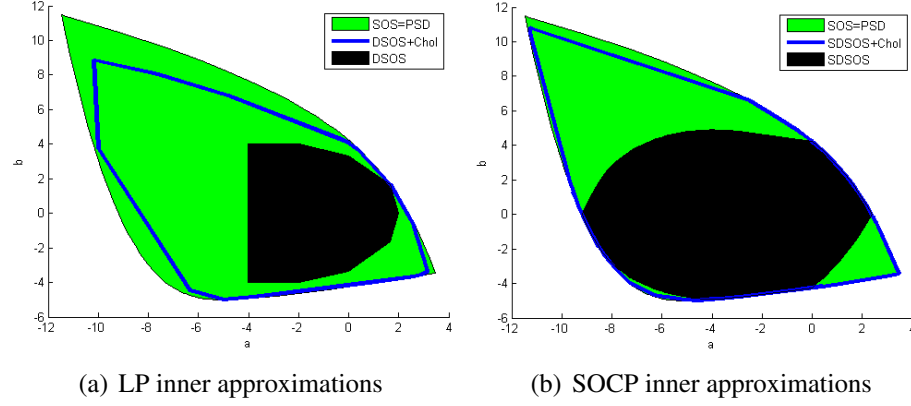 12
10
8
6
4
2
0
-2
-4
-6
b
-12 -10 -8 -6 -4 -2 0 2 4
a
SOS=PSD
DSOS+Chol
DSOS
(a) LP inner approximations
12
10
8
6
4
2
0
-2
-4
-6
b
-12 -10 -8 -6 -4 -2 0 2 4
a
SOS=PSD
SDSOS+Chol
SDSOS
(b) SOCP inner approximations